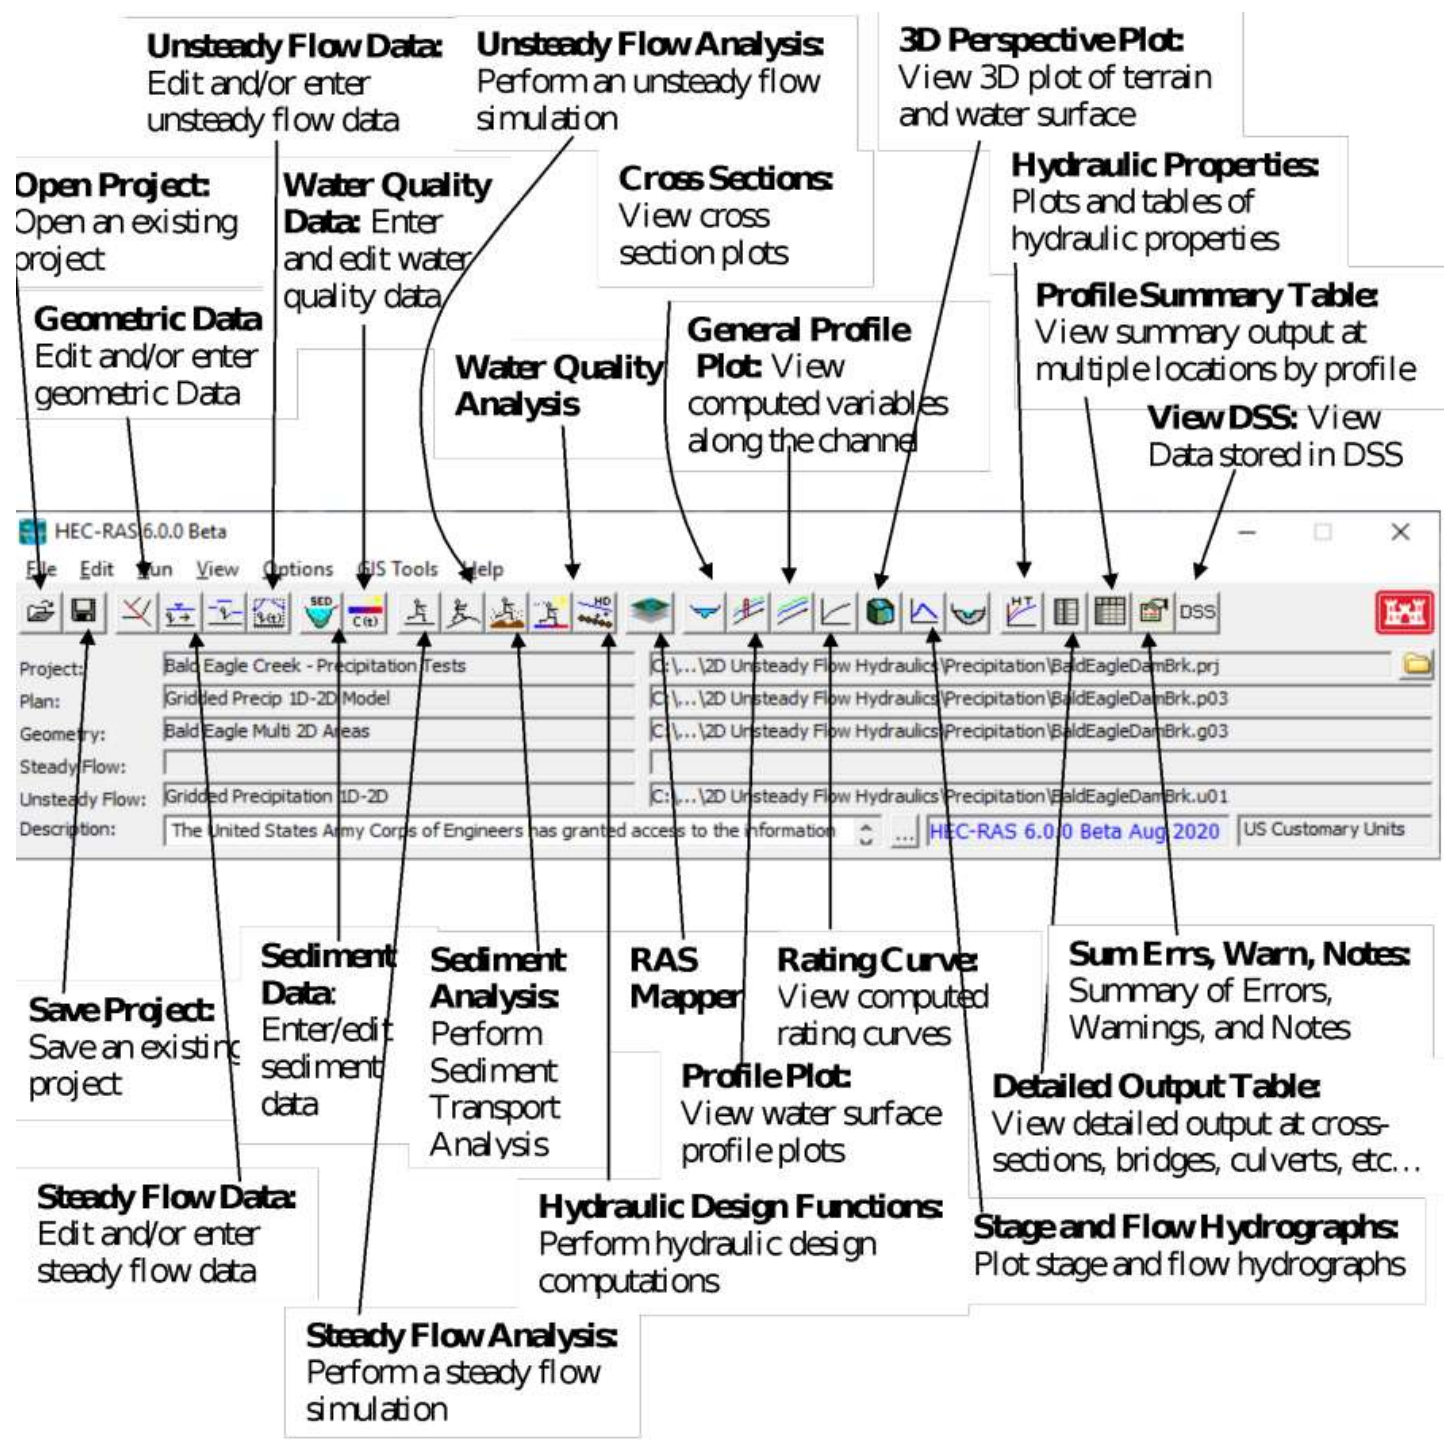 Unsteady Flow Data:
Edit and/or enter
unsteady flow data
Unsteady Flow Analysis:
Perform an unsteady flow
simulation
3D Perspective Plot:
View 3D plot of terrain
and water surface
Open Project:
Open an existing
project
Water Quality
Data: Enter
and edit water
quality data
Cross Sections:
View cross
section plots
Hydraulic Properties:
Plots and tables of
hydraulic properties
Geometric Data
Edit and/or enter
geometric Data
Water Quality
Analysis
General Profile
Plot: View
computed variables
along the channel
Profile Summary Table:
View summary output at
multiple locations by profile
View DSS: View
Data stored in DSS
HEC-RAS 6.0.0 Beta
File Edit Run View Options GIS Tools Help
SED C(t) HD HT DSS
Project: Bald Eagle Creek - Precipitation Tests C:\...\2D Unsteady Flow Hydraulics\Precipitation\BaldEagleDamBrk.prj
Plan: Gridded Precip 1D-2D Model C:\...\2D Unsteady Flow Hydraulics\Precipitation\BaldEagleDamBrk.p03
Geometry: Bald Eagle Multi 2D Areas C:\...\2D Unsteady Flow Hydraulics\Precipitation\BaldEagleDamBrk.g03
Steady Flow:
Unsteady Flow: Gridded Precipitation 1D-2D C:\...\2D Unsteady Flow Hydraulics\Precipitation\BaldEagleDamBrk.u01
Description: The United States Army Corps of Engineers has granted access to the information ... HEC-RAS 6.0.0 Beta Aug 2020 US Customary Units
Save Project:
Save an existing
project
Sediment
Data:
Enter/edit
sediment
data
Sediment
Analysis:
Perform
Sediment
Transport
Analysis
RAS
Mapper
Rating Curve:
View computed
rating curves
Sum Errs, Warn, Notes:
Summary of Errors,
Warnings, and Notes
Profile Plot:
View water surface
profile plots
Detailed Output Table:
View detailed output at cross-
sections, bridges, culverts, etc...
Steady Flow Data:
Edit and/or enter
steady flow data
Hydraulic Design Functions:
Perform hydraulic design
computations
Stage and Flow Hydrographs:
Plot stage and flow hydrographs
Steady Flow Analysis:
Perform a steady flow
simulation